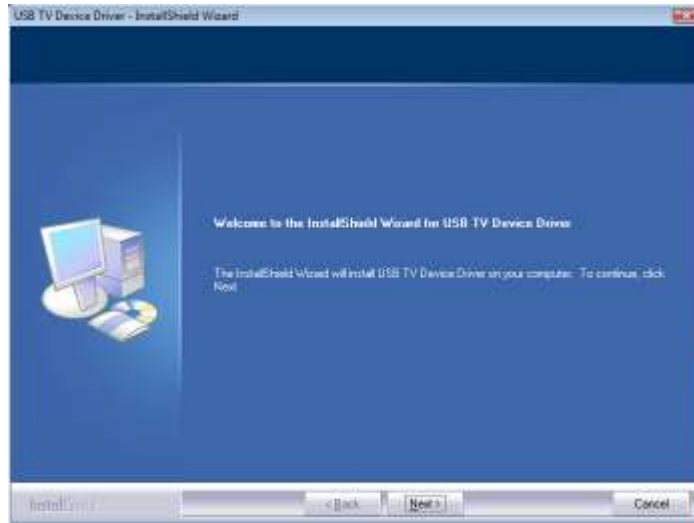 USB TV Device Driver - InstallShield Wizard
Welcome to the InstallShield Wizard for USB TV Device Driver
The InstallShield Wizard will install USB TV Device Driver on your computer. To continue, click
Next
< Back
Next >
Cancel